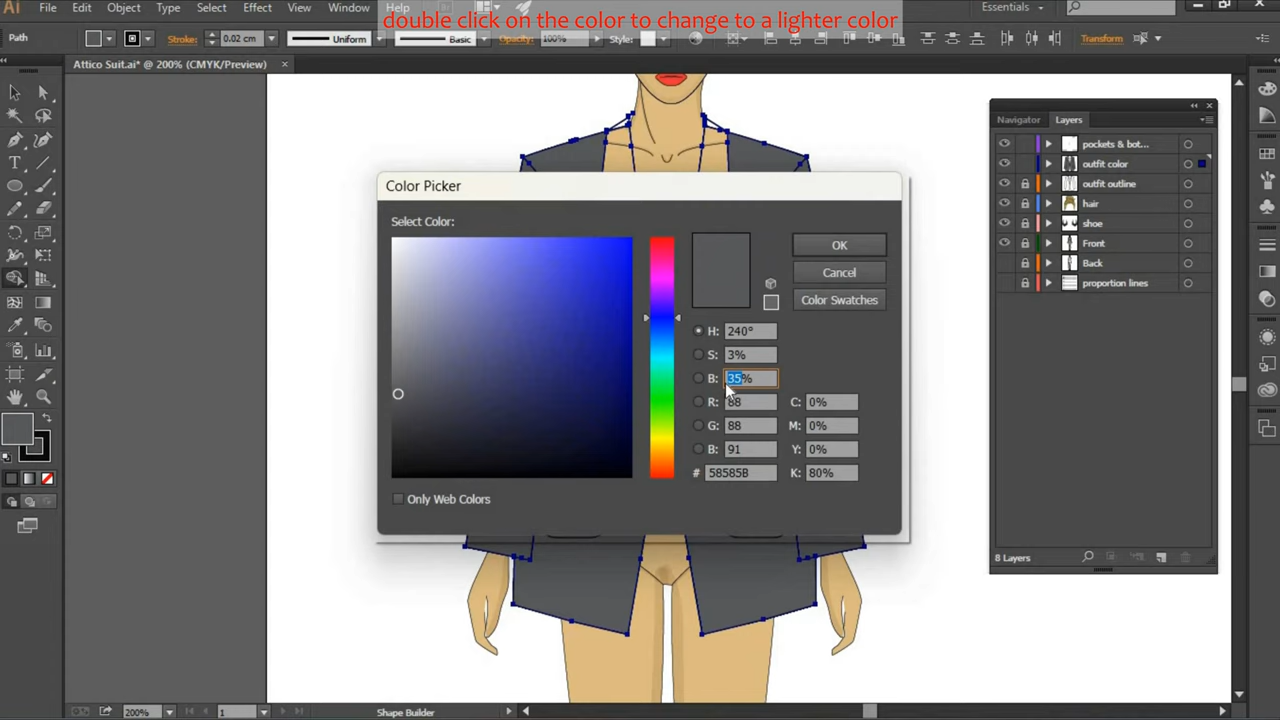 Ai File Edit Object Type Select Effect View Window Help Br Essentials
double click on the color to change to a lighter color
Path Stroke: 0.02 cm Uniform Basic Opacity: 100% Style: Transform
Attico Suit.ai* @ 200% (CMYK/Preview)
Navigator Layers
pockets & bot...
outfit color
outfit outline
hair
shoe
Front
Back
proportion lines
8 Layers
Color Picker
Select Color:
OK
Cancel
Color Swatches
H: 240°
S: 3%
B: 35%
R: 88 C: 0%
G: 88 M: 0%
B: 91 Y: 0%
# 58585B K: 80%
Only Web Colors
200% 1 Shape Builder